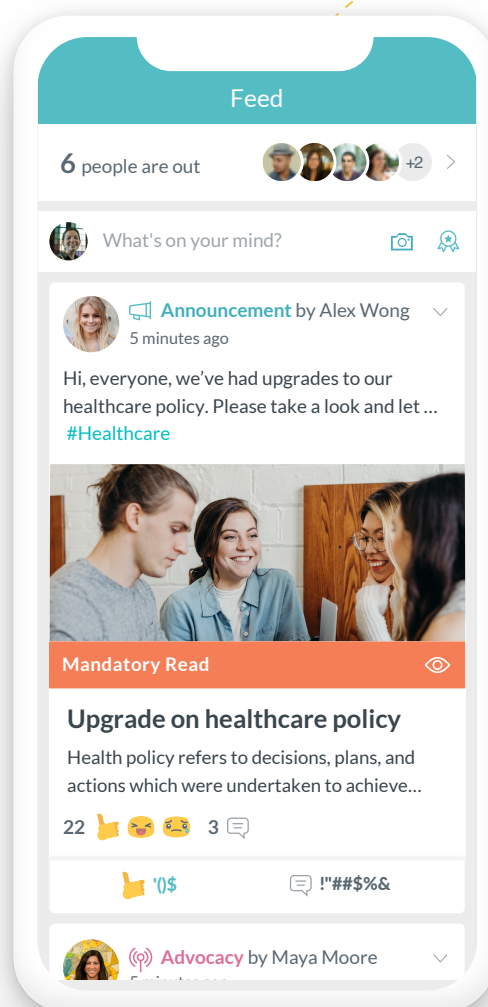 Feed
6 people are out
+2
What's on your mind?
Announcement by Alex Wong
5 minutes ago
Hi, everyone, we've had upgrades to our
healthcare policy. Please take a look and let ...
#Healthcare
Mandatory Read
Upgrade on healthcare policy
Health policy refers to decisions, plans, and
actions which were undertaken to achieve...
22 3
'()$ !"##$%&
Advocacy by Maya Moore